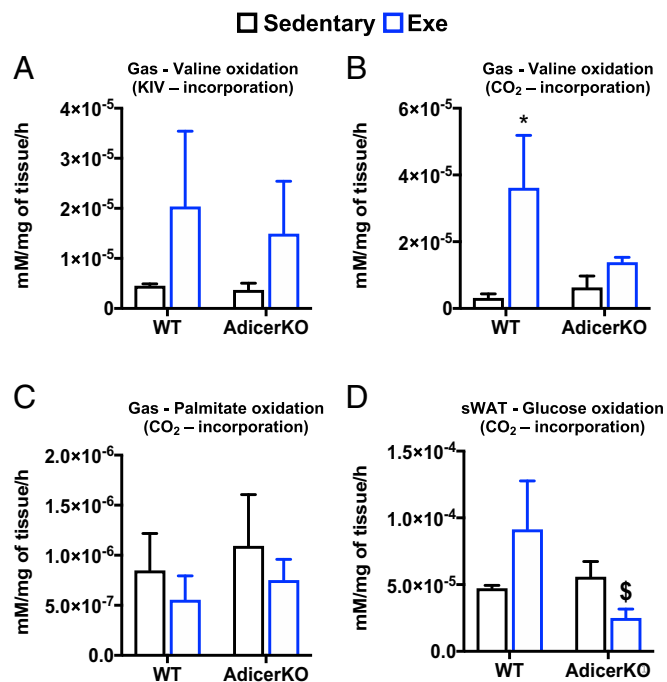 Sedentary Exe
A
Gas - Valine oxidation
(KIV – incorporation)
mM/mg of tissue/h
4×10⁻⁵
3×10⁻⁵
2×10⁻⁵
1×10⁻⁵
0
WT AdicerKO
B
Gas - Valine oxidation
(CO₂ – incorporation)
mM/mg of tissue/h
6×10⁻⁵
4×10⁻⁵
2×10⁻⁵
0
*
WT AdicerKO
C
Gas - Palmitate oxidation
(CO₂ – incorporation)
mM/mg of tissue/h
2.0×10⁻⁶
1.5×10⁻⁶
1.0×10⁻⁶
5.0×10⁻⁷
0.0
WT AdicerKO
D
sWAT - Glucose oxidation
(CO₂ – incorporation)
mM/mg of tissue/h
1.5×10⁻⁴
1.0×10⁻⁴
5.0×10⁻⁵
0.0
$
WT AdicerKO